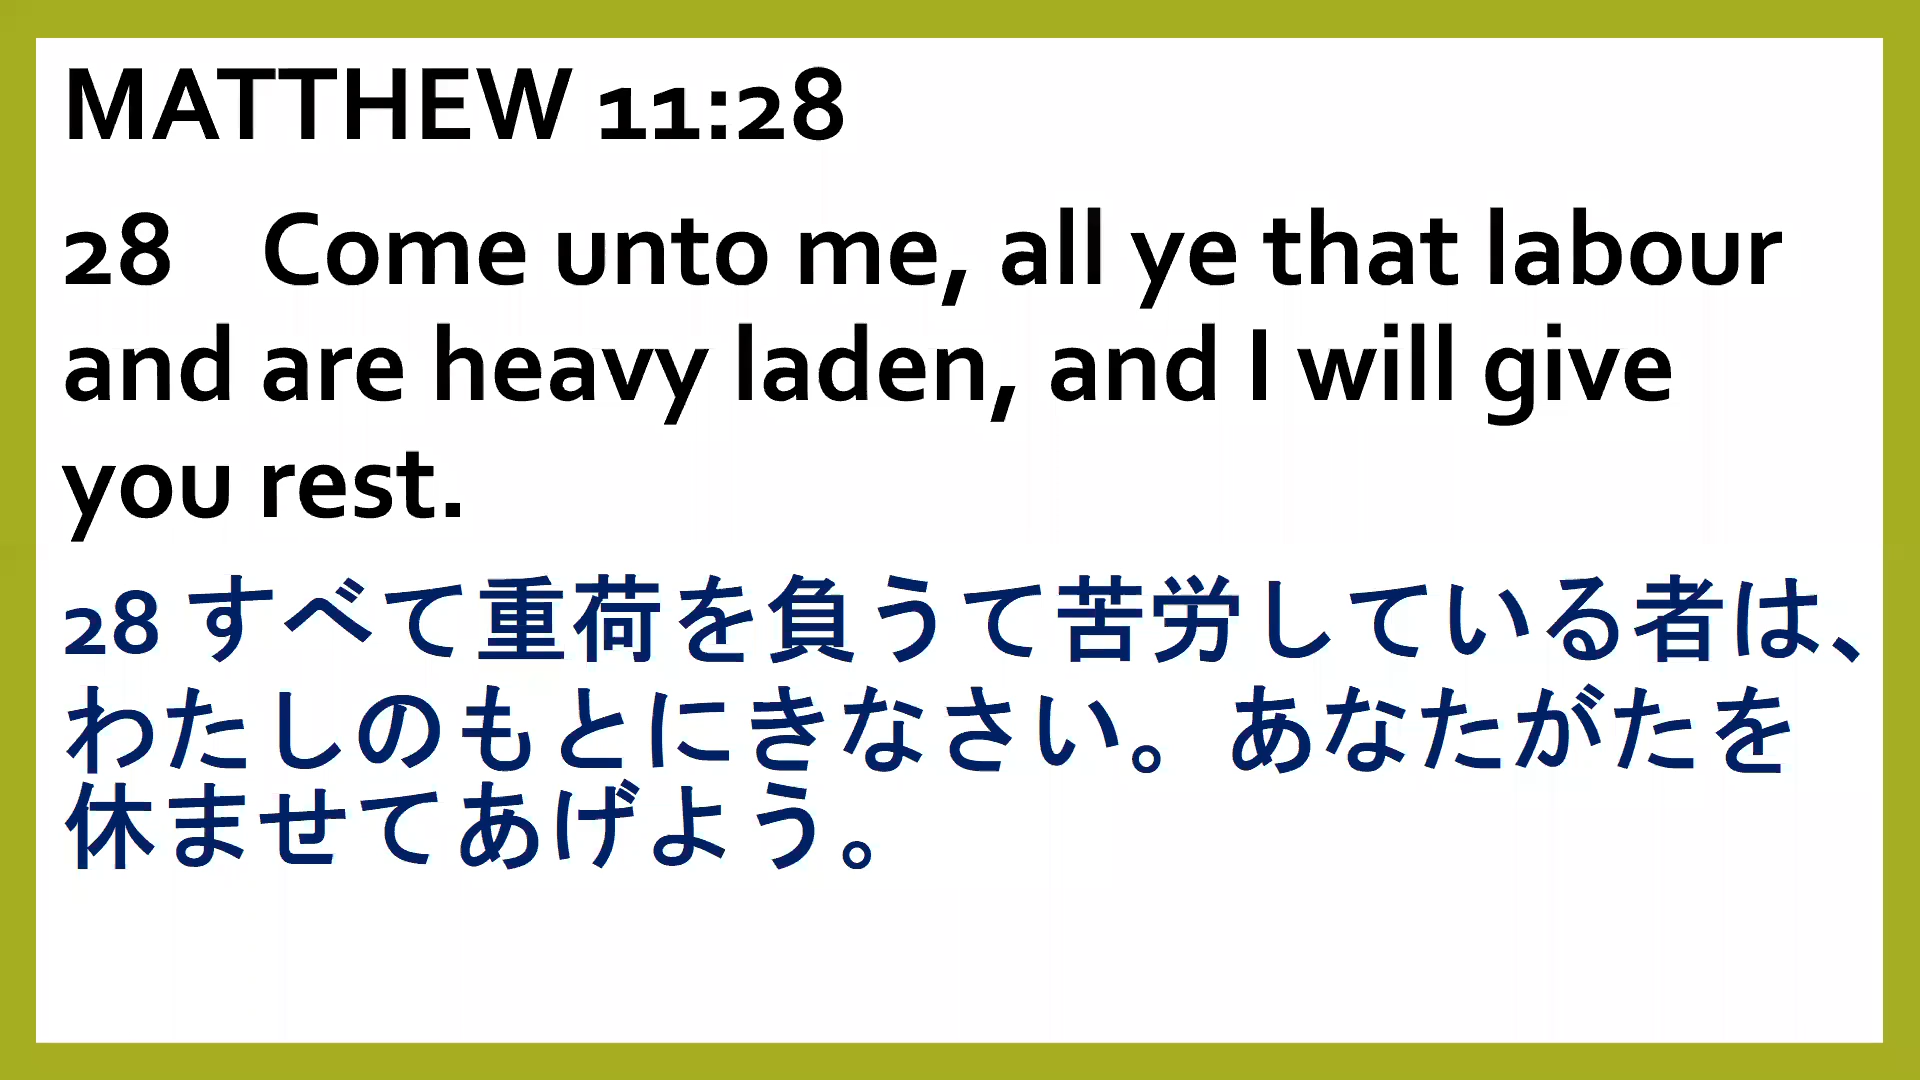 MATTHEW 11:28
28 Come unto me, all ye that labour
and are heavy laden, and I will give
you rest.
28 すべて重荷を負うて苦労している者は、
わたしのもとにきなさい。あなたがたを
休ませてあげよう。